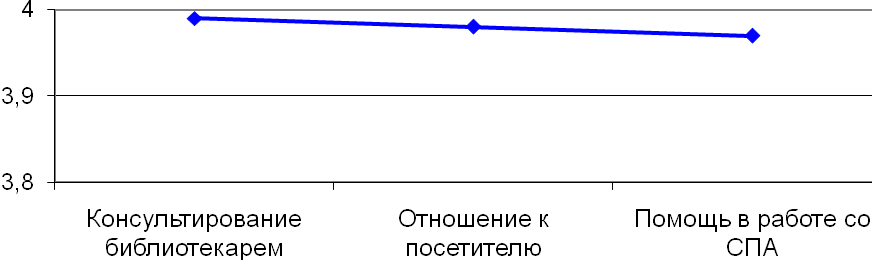 4
3,9
3,8
Консультирование
библиотекарем
Отношение к
посетителю
Помощь в работе со
СПА